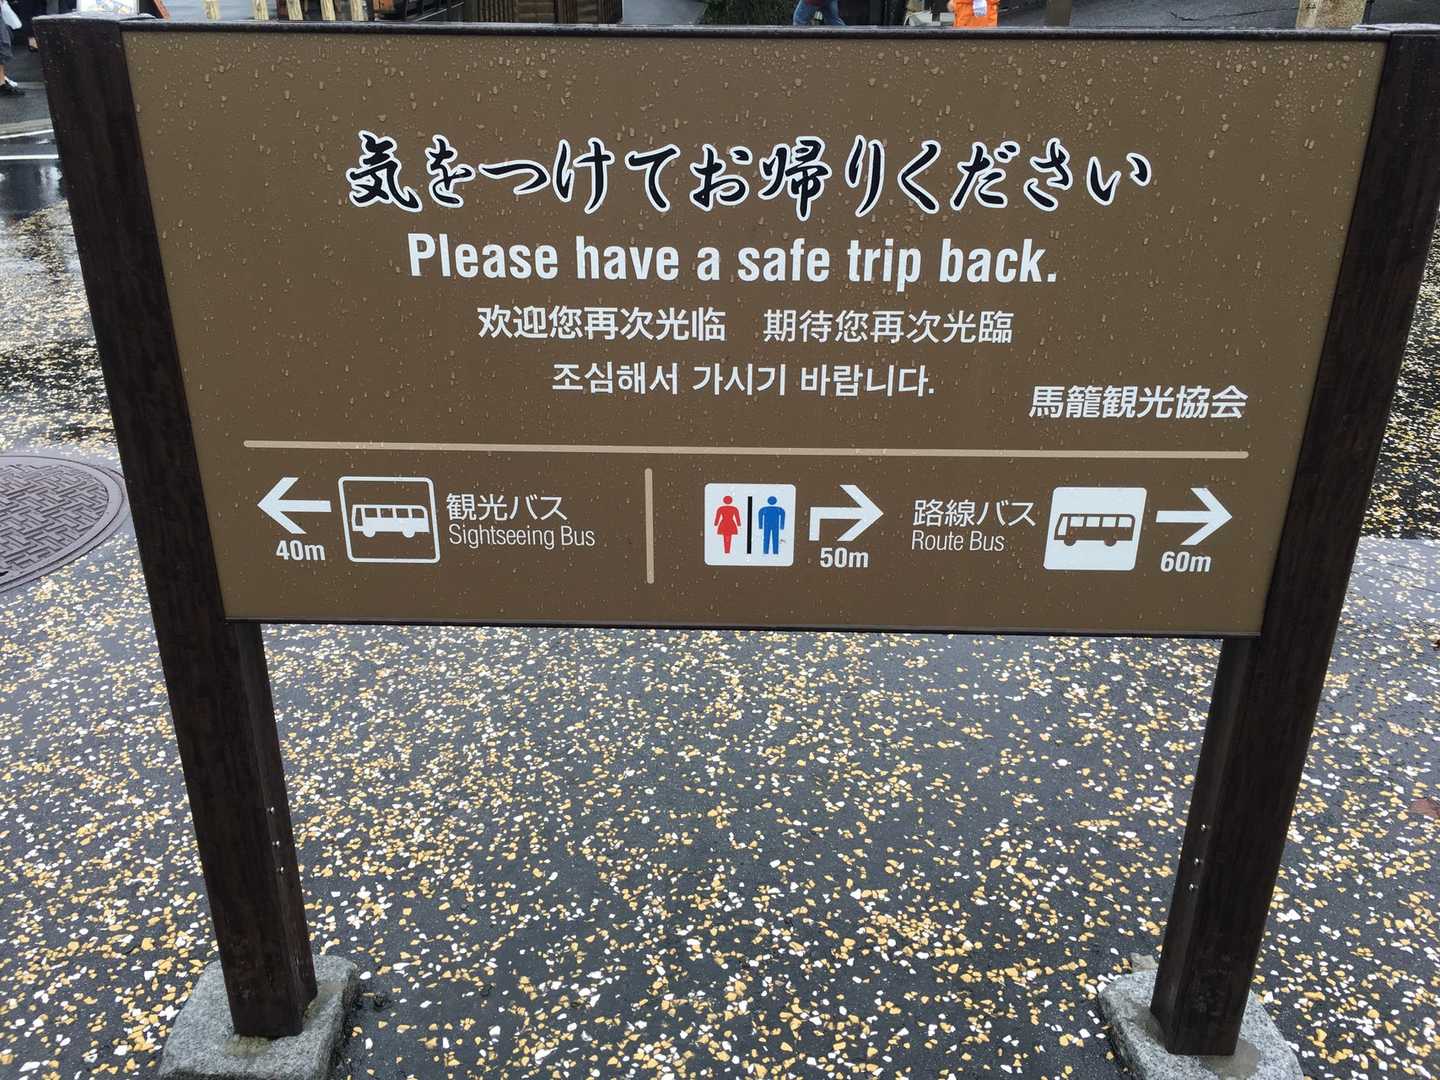 気をつけてお帰りください
Please have a safe trip back.
欢迎您再次光临 期待您再次光臨
조심해서 가시기 바랍니다.
馬籠観光協会
観光バス
Sightseeing Bus
40m
50m
路線バス
Route Bus
60m